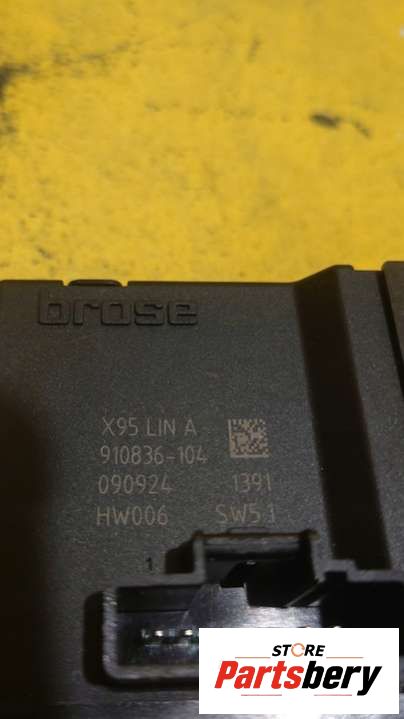 brose
X95 LIN A
910836-104
090924 1391
HW006 SW5 1
1
STORE
Partsbery